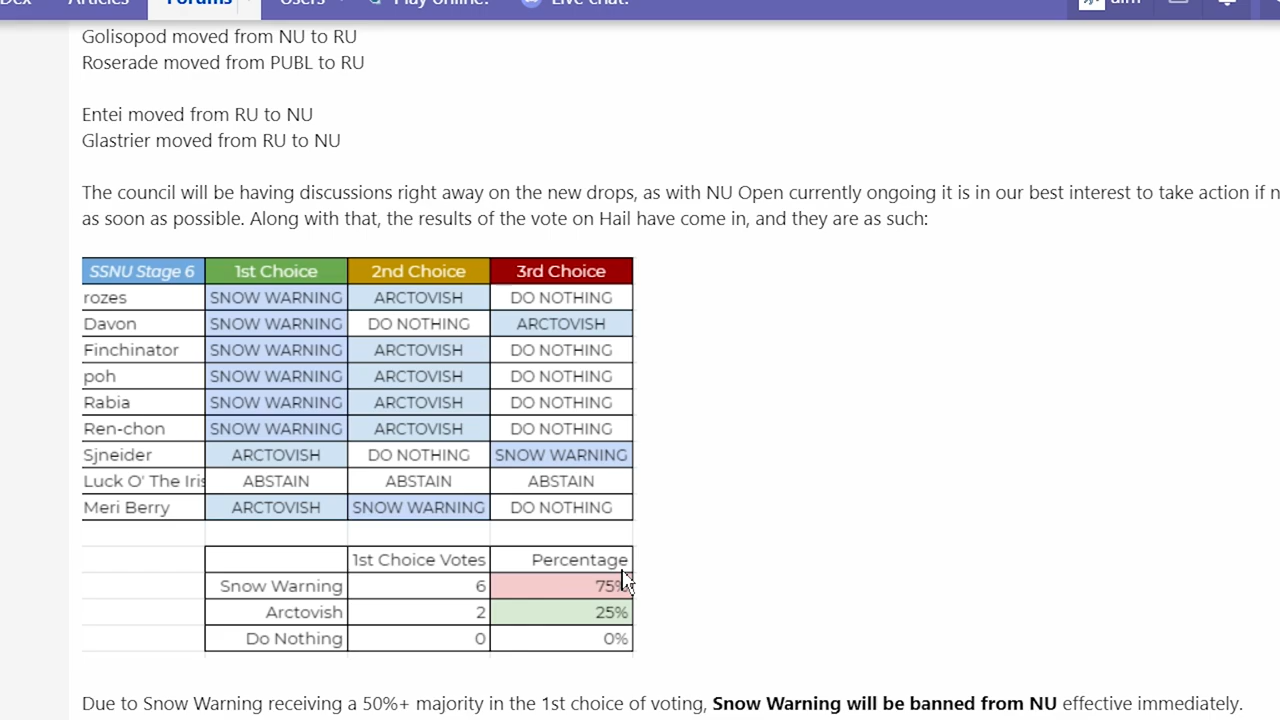 Articles Forums Users Play online! Live chat!
Golisopod moved from NU to RU
Roserade moved from PUBL to RU
Entei moved from RU to NU
Glastrier moved from RU to NU
The council will be having discussions right away on the new drops, as with NU Open currently ongoing it is in our best interest to take action if
as soon as possible. Along with that, the results of the vote on Hail have come in, and they are as such:
SSNU Stage 6 1st Choice 2nd Choice 3rd Choice
rozes SNOW WARNING ARCTOVISH DO NOTHING
Davon SNOW WARNING DO NOTHING ARCTOVISH
Finchinator SNOW WARNING ARCTOVISH DO NOTHING
poh SNOW WARNING ARCTOVISH DO NOTHING
Rabia SNOW WARNING ARCTOVISH DO NOTHING
Ren-chon SNOW WARNING ARCTOVISH DO NOTHING
Sjneider ARCTOVISH DO NOTHING SNOW WARNING
Luck O' The Iris ABSTAIN ABSTAIN ABSTAIN
Meri Berry ARCTOVISH SNOW WARNING DO NOTHING
1st Choice Votes Percentage
Snow Warning 6 75%
Arctovish 2 25%
Do Nothing 0 0%
Due to Snow Warning receiving a 50%+ majority in the 1st choice of voting, Snow Warning will be banned from NU effective immediately.